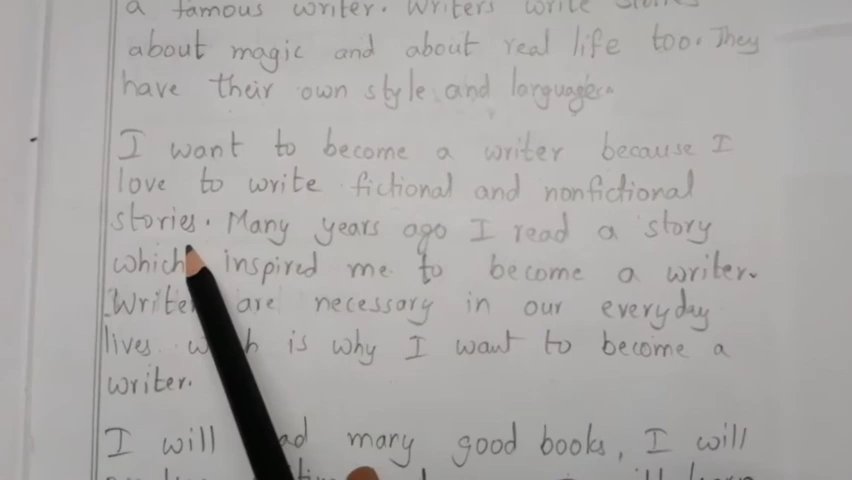 a famous writer. Writers write stories
about magic and about real life too. They
have their own style and language.
I want to become a writer because I
love to write fictional and nonfictional
stories. Many years ago I read a story
which inspired me to become a writer.
are necessary in our everyday
lives is why I want to become a
writer.
I will many good books, I will